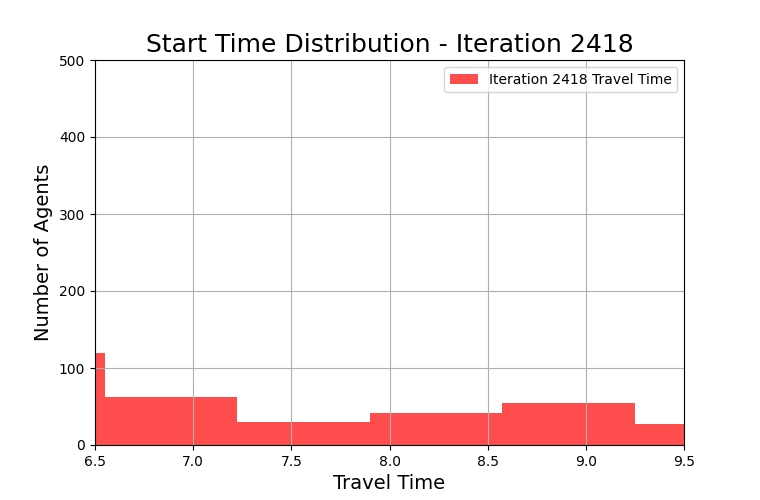 Start Time Distribution - Iteration 2418
Iteration 2418 Travel Time
Number of Agents
500
400
300
200
100
0
6.5 7.0 7.5 8.0 8.5 9.0 9.5
Travel Time